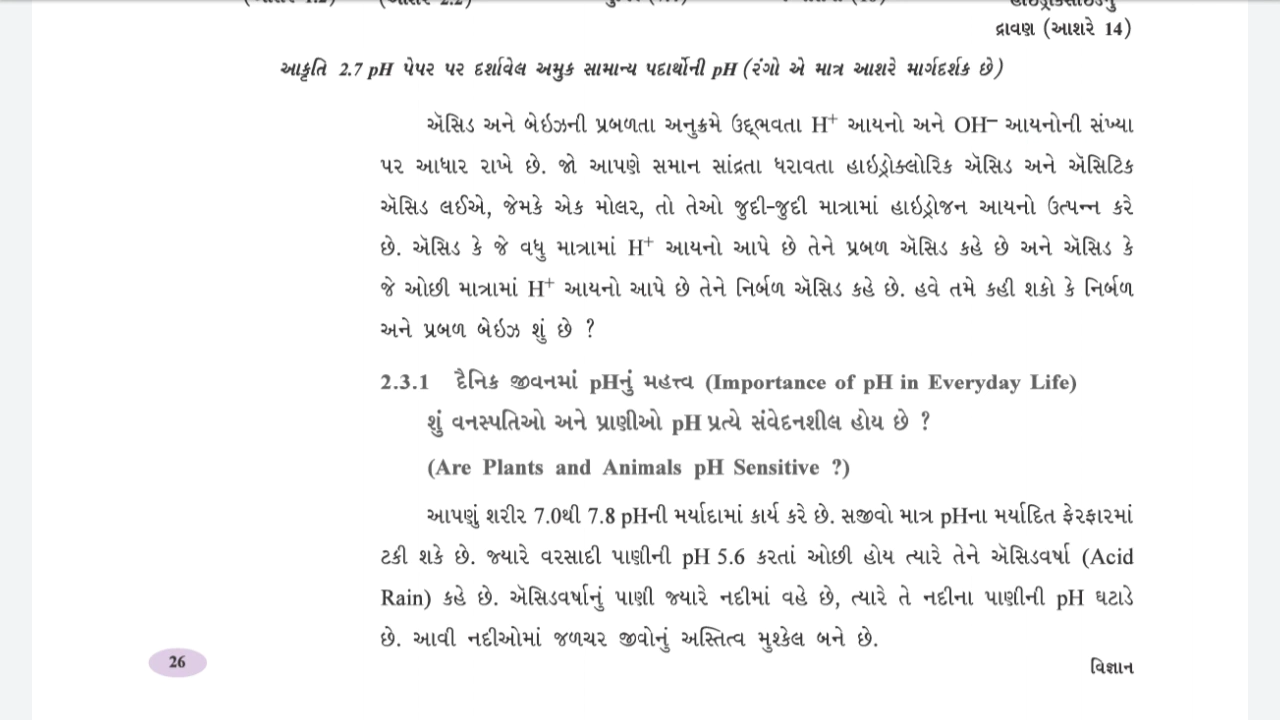 દ્રાવણ (આશરે 14)
આકૃતિ 2.7 pH પેપર પર દર્શાવેલ અમુક સામાન્ય પદાર્થોની pH (રંગો એ માત્ર આશરે માર્ગદર્શક છે)
ઍસિડ અને બેઇઝની પ્રબળતા અનુક્રમે ઉદ્ભવતા H⁺ આયનો અને OH⁻ આયનોની સંખ્યા
પર આધાર રાખે છે. જો આપણે સમાન સાંદ્રતા ધરાવતા હાઇડ્રોક્લોરિક ઍસિડ અને ઍસિટિક
ઍસિડ લઈએ, જેમકે એક મોલર, તો તેઓ જુદી-જુદી માત્રામાં હાઇડ્રોજન આયનો ઉત્પન્ન કરે
છે. ઍસિડ કે જે વધુ માત્રામાં H⁺ આયનો આપે છે તેને પ્રબળ ઍસિડ કહે છે અને ઍસિડ કે
જે ઓછી માત્રામાં H⁺ આયનો આપે છે તેને નિર્બળ ઍસિડ કહે છે. હવે તમે કહી શકો કે નિર્બળ
અને પ્રબળ બેઇઝ શું છે ?
2.3.1 દૈનિક જીવનમાં pHનું મહત્ત્વ (Importance of pH in Everyday Life)
શું વનસ્પતિઓ અને પ્રાણીઓ pH પ્રત્યે સંવેદનશીલ હોય છે ?
(Are Plants and Animals pH Sensitive ?)
આપણું શરીર 7.0થી 7.8 pHની મર્યાદામાં કાર્ય કરે છે. સજીવો માત્ર pHના મર્યાદિત ફેરફારમાં
ટકી શકે છે. જ્યારે વરસાદી પાણીની pH 5.6 કરતાં ઓછી હોય ત્યારે તેને ઍસિડવર્ષા (Acid
Rain) કહે છે. ઍસિડવર્ષાનું પાણી જ્યારે નદીમાં વહે છે, ત્યારે તે નદીના પાણીની pH ઘટાડે
છે. આવી નદીઓમાં જળચર જીવોનું અસ્તિત્વ મુશ્કેલ બને છે.
26
વિજ્ઞાન